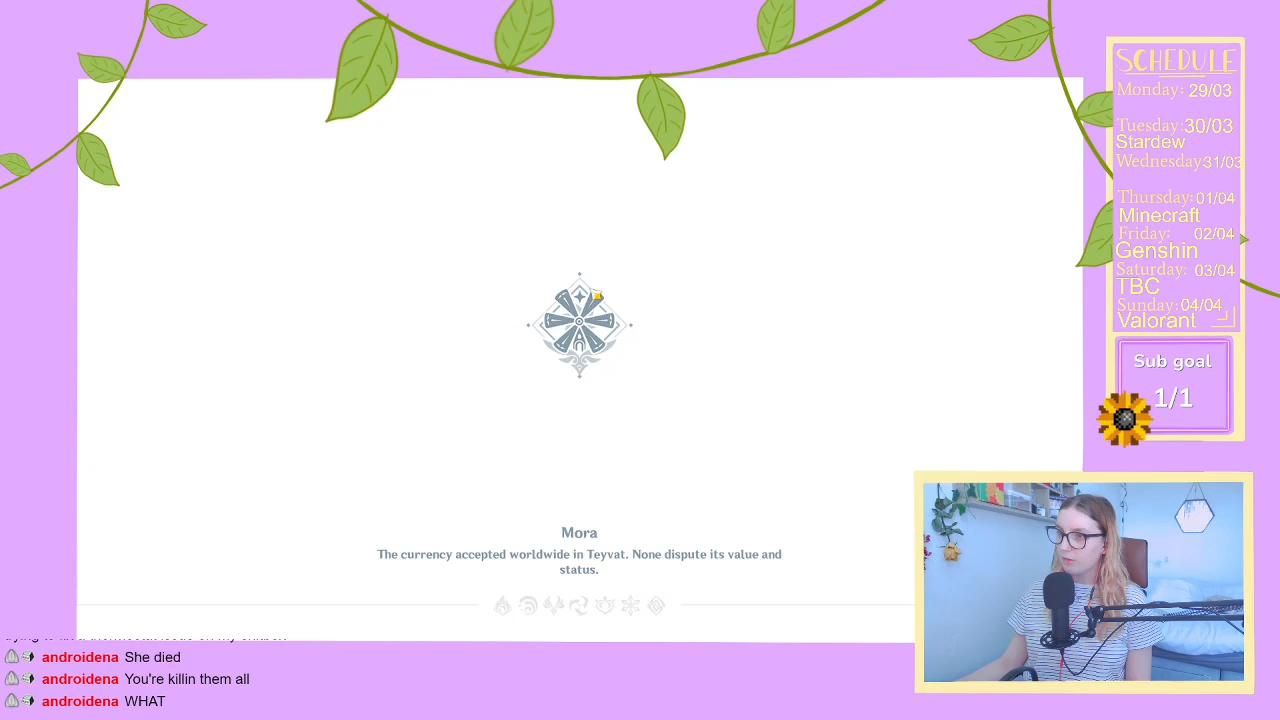 SCHEDULE
Monday: 29/03
Tuesday: 30/03
Stardew
Wednesday 31/03
Thursday: 01/04
Minecraft
Friday: 02/04
Genshin
Saturday: 03/04
TBC
Sunday: 04/04
Valorant
Sub goal
1/1
Mora
The currency accepted worldwide in Teyvat. None dispute its value and
status.
androidena She died
androidena You're killin them all
androidena WHAT